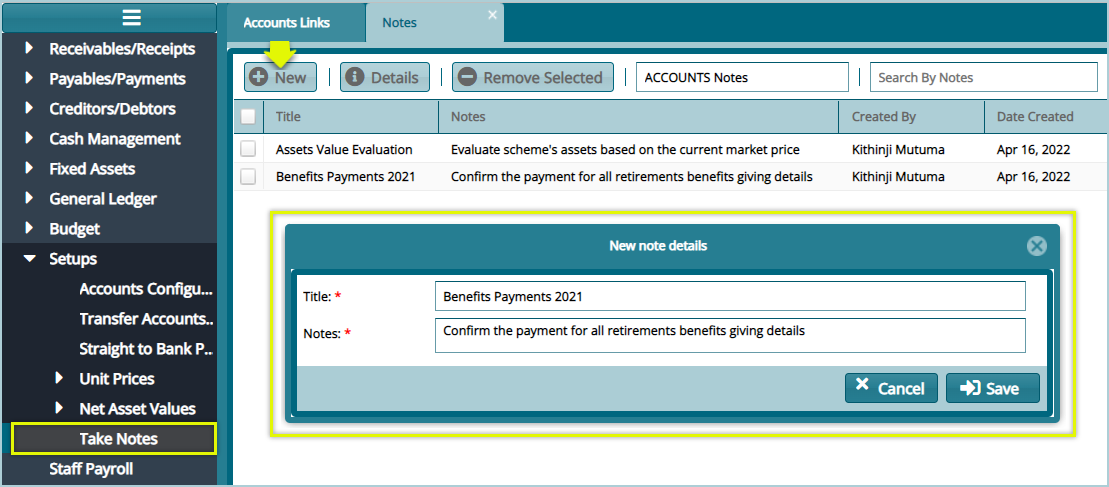 Accounts Links
Notes
Receivables/Receipts
Payables/Payments
Creditors/Debtors
Cash Management
Fixed Assets
General Ledger
Budget
Setups
Accounts Configu...
Transfer Accounts..
Straight to Bank P...
Unit Prices
Net Asset Values
Take Notes
Staff Payroll
New
Details
Remove Selected
ACCOUNTS Notes
Search By Notes
Title Notes Created By Date Created
Assets Value Evaluation Evaluate scheme's assets based on the current market price Kithinji Mutuma Apr 16, 2022
Benefits Payments 2021 Confirm the payment for all retirements benefits giving details Kithinji Mutuma Apr 16, 2022
New note details
Title: * Benefits Payments 2021
Notes: * Confirm the payment for all retirements benefits giving details
Cancel
Save